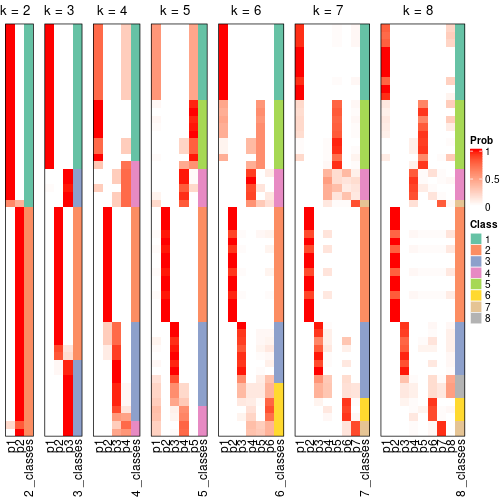 k = 2 k = 3 k = 4 k = 5 k = 6 k = 7 k = 8
Prob
1
0.5
0
Class
1
2
3
4
5
6
7
8
p1 p2 2_classes p1 p2 p3 3_classes p1 p2 p3 p4 4_classes p1 p2 p3 p4 p5 5_classes p1 p2 p3 p4 p5 p6 6_classes p1 p2 p3 p4 p5 p6 p7 7_classes p1 p2 p3 p4 p5 p6 p7 p8 8_classes